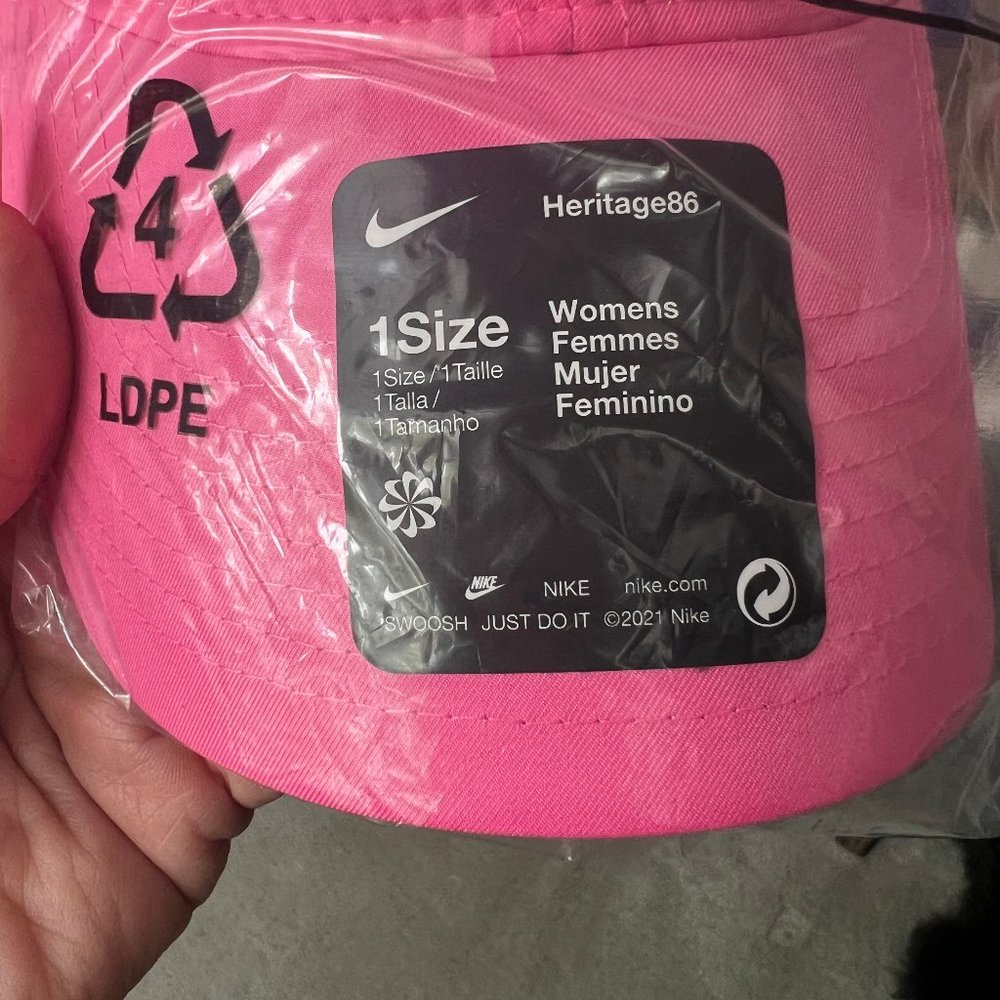 4
LDPE
Heritage86
1Size
1Size / 1Taille
1Talla /
1Tamanho
Womens
Femmes
Mujer
Feminino
NIKE NIKE nike.com
SWOOSH JUST DO IT ©2021 Nike